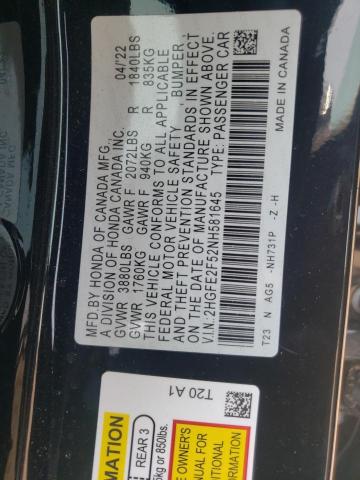 MFD.BY HONDA OF CANADA MFG. 04/'22
A DIVISION OF HONDA CANADA INC.
GVWR 3880LBS GAWR F 2072LBS R 1840LBS
GVWR 1760KG GAWR F 940KG R 835KG
THIS VEHICLE CONFORMS TO ALL APPLICABLE
FEDERAL MOTOR VEHICLE SAFETY, BUMPER,
AND THEFT PREVENTION STANDARDS IN EFFECT
ON THE DATE OF MANUFACTURE SHOWN ABOVE.
V.I.N.: 2HGFE2F52NH581645 TYPE: PASSENGER CAR
T23 N AG5 -NH731P -Z -H MADE IN CANADA
T20 A1
MATION
REAR 3
5kg or 850lbs.
E OWNER'S
NUAL FOR
DITIONAL